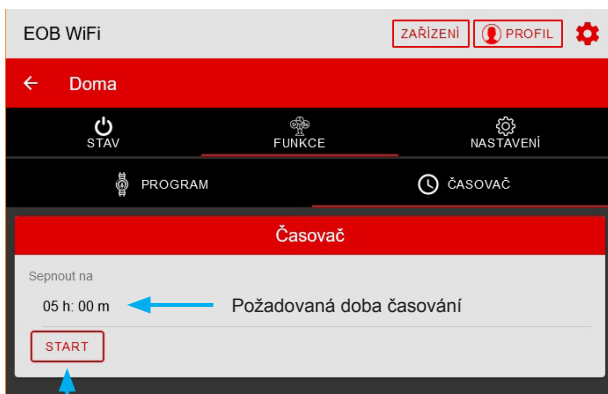 EOB WiFi ZAŘÍZENÍ PROFIL
Doma
STAV FUNKCE NASTAVENÍ
PROGRAM ČASOVAČ
Časovač
Sepnout na
05 h: 00 m Požadovaná doba časování
START